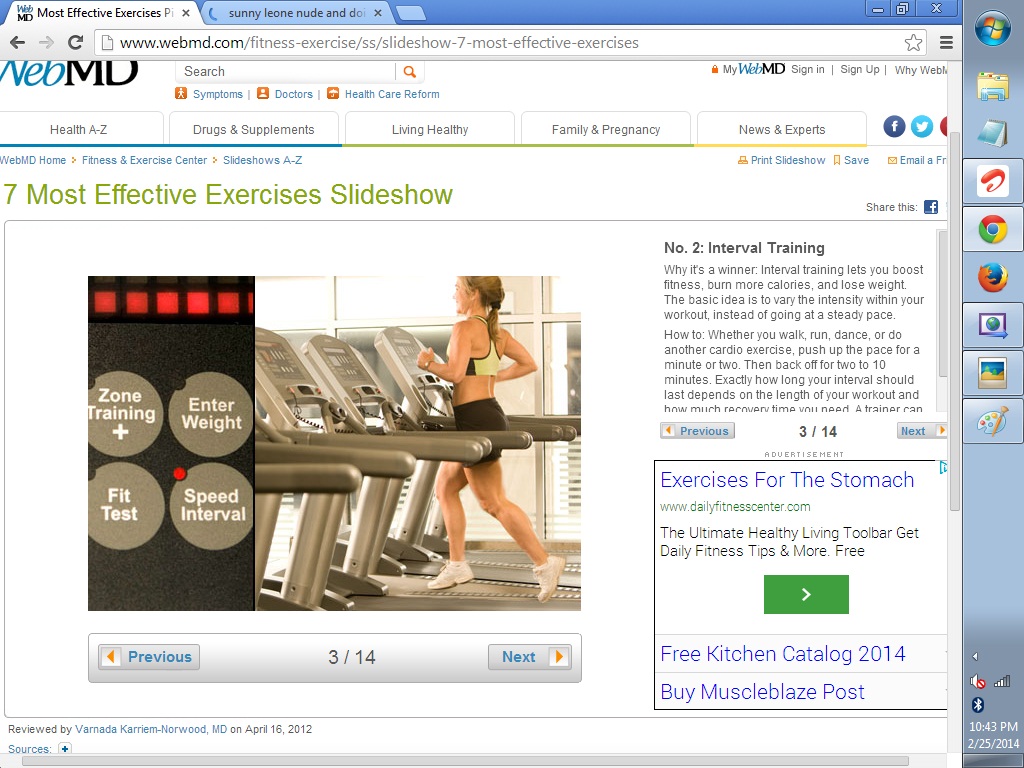 Most Effective Exercises Pi
sunny leone nude and doi
www.webmd.com/fitness-exercise/ss/slideshow-7-most-effective-exercises
WebMD
Search
My WebMD Sign in | Sign Up | Why WebM
Symptoms | Doctors | Health Care Reform
Health A-Z
Drugs & Supplements
Living Healthy
Family & Pregnancy
News & Experts
WebMD Home Fitness & Exercise Center Slideshows A-Z
Print Slideshow Save Email a Fr
7 Most Effective Exercises Slideshow
Share this:
Zone
Training
+
Enter
Weight
Fit
Test
Speed
Interval
Previous
3 / 14
Next
No. 2: Interval Training
Why it's a winner: Interval training lets you boost
fitness, burn more calories, and lose weight.
The basic idea is to vary the intensity within your
workout, instead of going at a steady pace.
How to: Whether you walk, run, dance, or do
another cardio exercise, push up the pace for a
minute or two. Then back off for two to 10
minutes. Exactly how long your interval should
last depends on the length of your workout and
how much recovery time you need. A trainer can
Previous
3 / 14
Next
ADVERTISEMENT
Exercises For The Stomach
www.dailyfitnesscenter.com
The Ultimate Healthy Living Toolbar Get
Daily Fitness Tips & More. Free
Free Kitchen Catalog 2014
Buy Muscleblaze Post
Reviewed by Varnada Karriem-Norwood, MD on April 16, 2012
Sources:
10:43 PM
2/25/2014